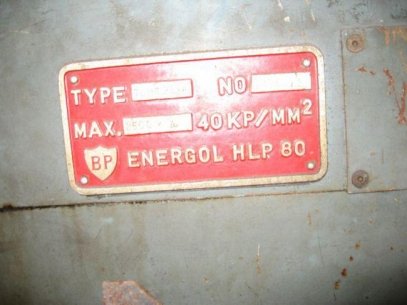 TYPE NO
MAX. 40 KP/MM2
BP ENERGOL HLP 80